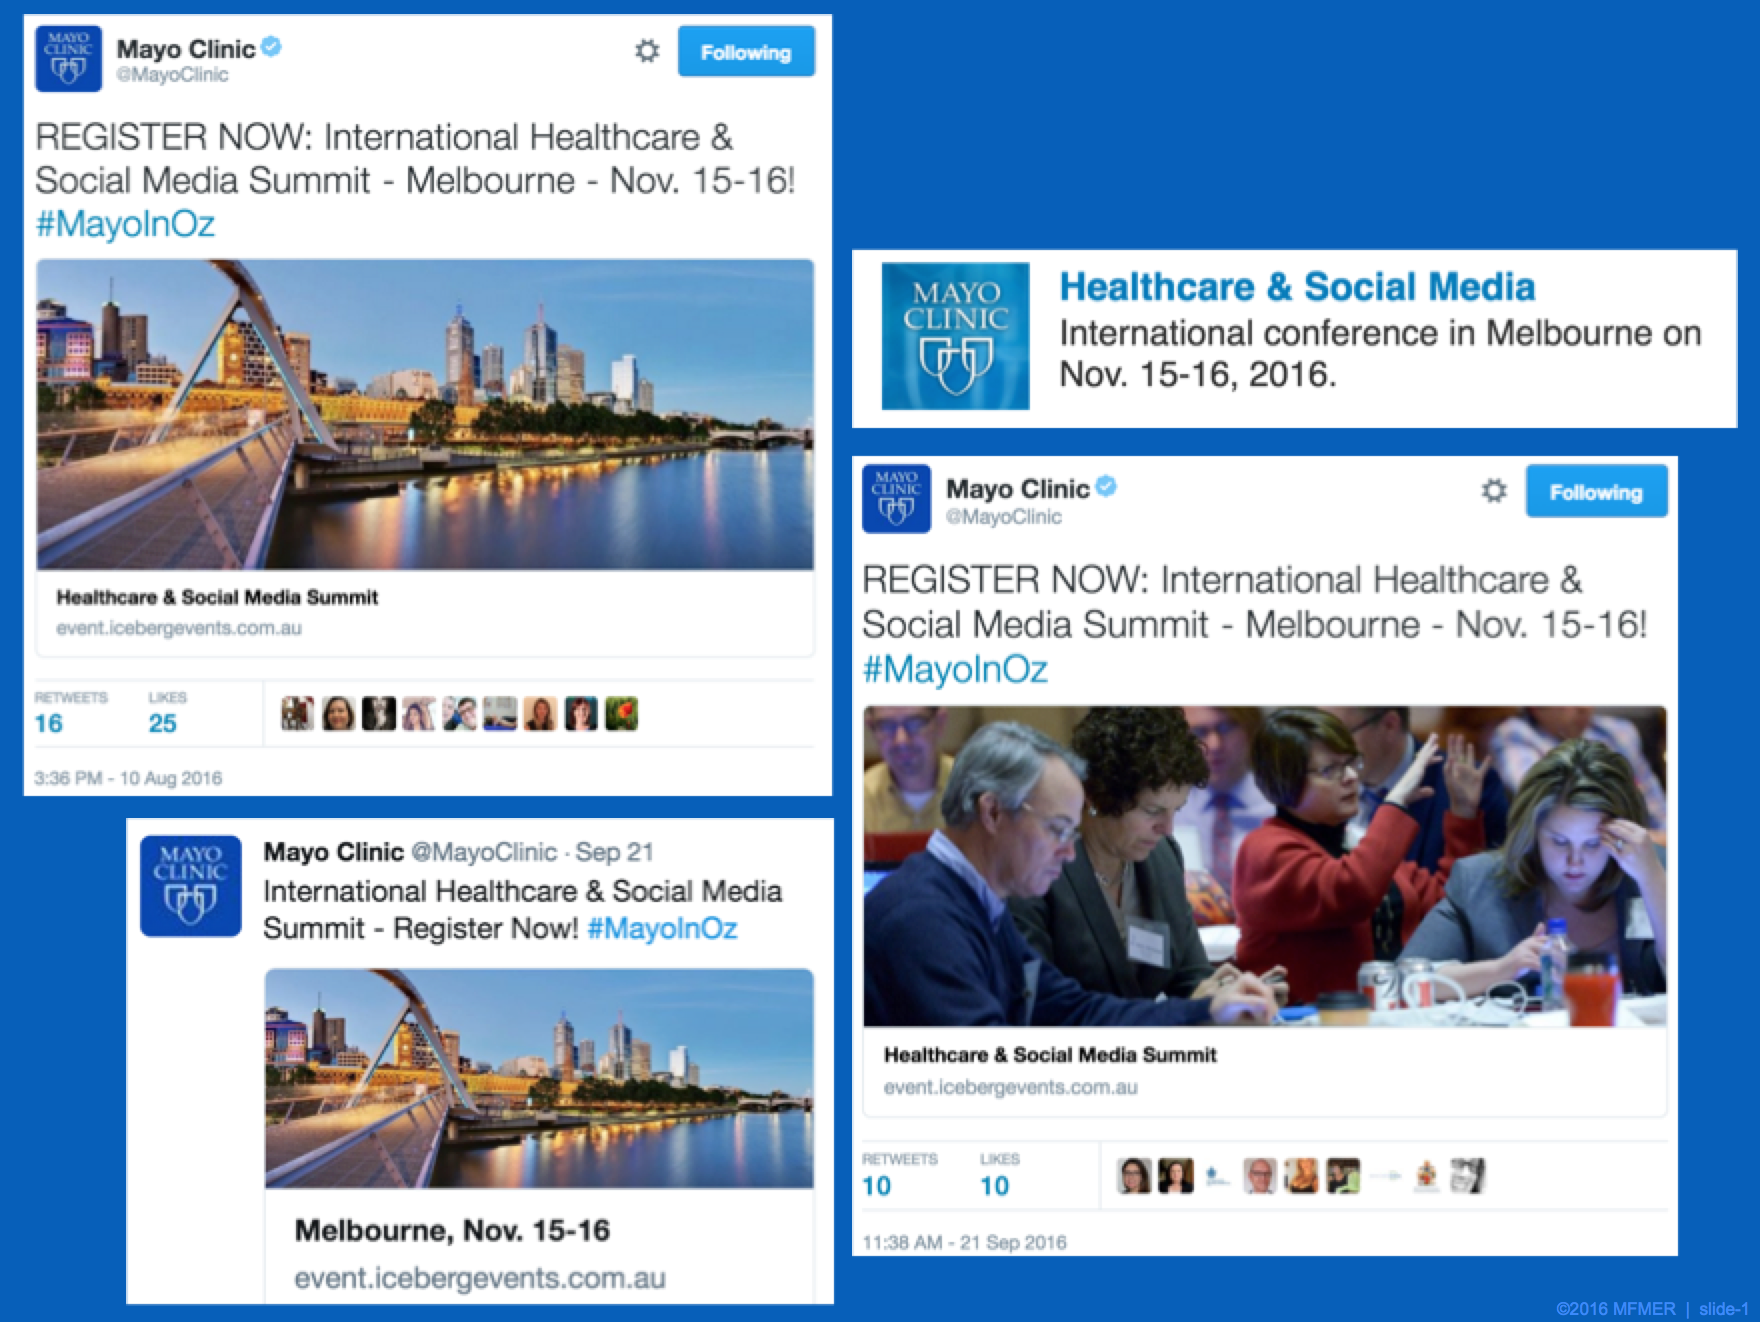 MAYO
CLINIC
Mayo Clinic
@MayoClinic
Following
REGISTER NOW: International Healthcare &
Social Media Summit - Melbourne - Nov. 15-16!
#MayoInOz
Healthcare & Social Media Summit
event.icebergevents.com.au
RETWEETS
LIKES
16
25
3:36 PM - 10 Aug 2016
MAYO
CLINIC
Mayo Clinic @MayoClinic · Sep 21
International Healthcare & Social Media
Summit - Register Now! #MayoInOz
Melbourne, Nov. 15-16
event.icebergevents.com.au
MAYO
CLINIC
Healthcare & Social Media
International conference in Melbourne on
Nov. 15-16, 2016.
MAYO
CLINIC
Mayo Clinic
@MayoClinic
Following
REGISTER NOW: International Healthcare &
Social Media Summit - Melbourne - Nov. 15-16!
#MayoInOz
Healthcare & Social Media Summit
event.icebergevents.com.au
RETWEETS
LIKES
10
10
11:38 AM - 21 Sep 2016
©2016 MFMER | slide-1